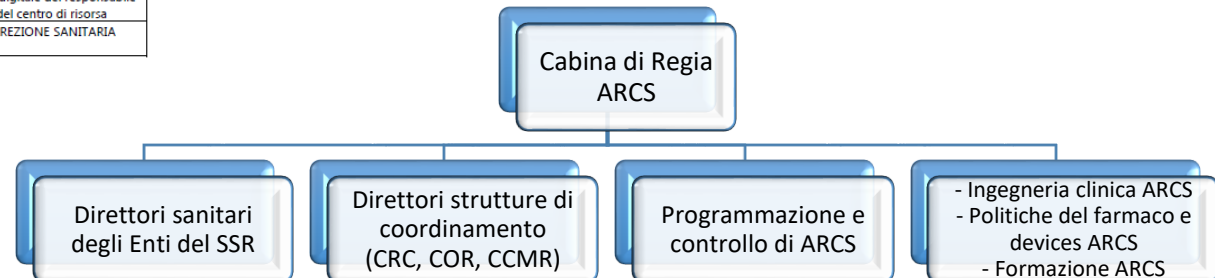 del centro di risorsa
REZIONE SANITARIA
Cabina di Regia
ARCS
Direttori sanitari
degli Enti del SSR
Direttori strutture di
coordinamento
(CRC, COR, CCMR)
Programmazione e
controllo di ARCS
- Ingegneria clinica ARCS
- Politiche del farmaco e
devices ARCS
- Formazione ARCS